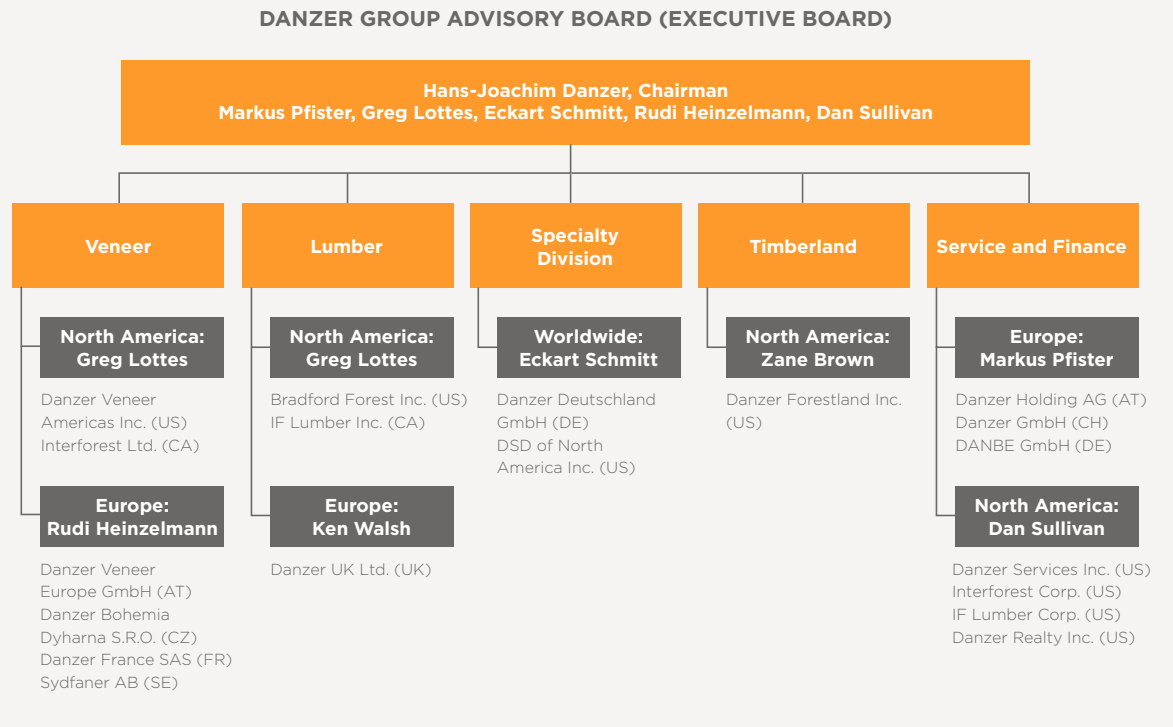 DANZER GROUP ADVISORY BOARD (EXECUTIVE BOARD)
Hans-Joachim Danzer, Chairman
Markus Pfister, Greg Lottes, Eckart Schmitt, Rudi Heinzelmann, Dan Sullivan
Veneer
North America:
Greg Lottes
Danzer Veneer
Americas Inc. (US)
Interforest Ltd. (CA)
Europe:
Rudi Heinzelmann
Danzer Veneer
Europe GmbH (AT)
Danzer Bohemia
Dyharna S.R.O. (CZ)
Danzer France SAS (FR)
Sydfaner AB (SE)
Lumber
North America:
Greg Lottes
Bradford Forest Inc. (US)
IF Lumber Inc. (CA)
Europe:
Ken Walsh
Danzer UK Ltd. (UK)
Specialty
Division
Worldwide:
Eckart Schmitt
Danzer Deutschland
GmbH (DE)
DSD of North
America Inc. (US)
Timberland
North America:
Zane Brown
Danzer Forestland Inc.
(US)
Service and Finance
Europe:
Markus Pfister
Danzer Holding AG (AT)
Danzer GmbH (CH)
DANBE GmbH (DE)
North America:
Dan Sullivan
Danzer Services Inc. (US)
Interforest Corp. (US)
IF Lumber Corp. (US)
Danzer Realty Inc. (US)